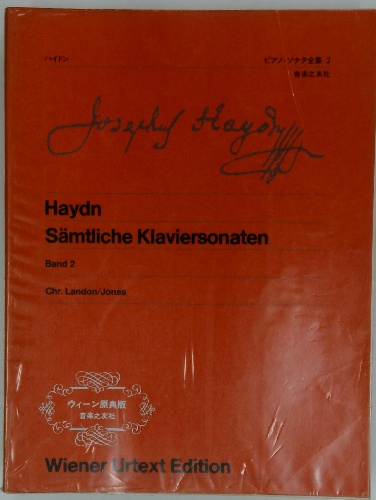 ハイドン
ピアノ・ソナタ全集 2
音楽之友社
Joseph Haydn
Haydn
Sämtliche Klaviersonaten
Band 2
Chr. Landon/Jonas
ウィーン原典版
音楽之友社
Wiener Urtext Edition